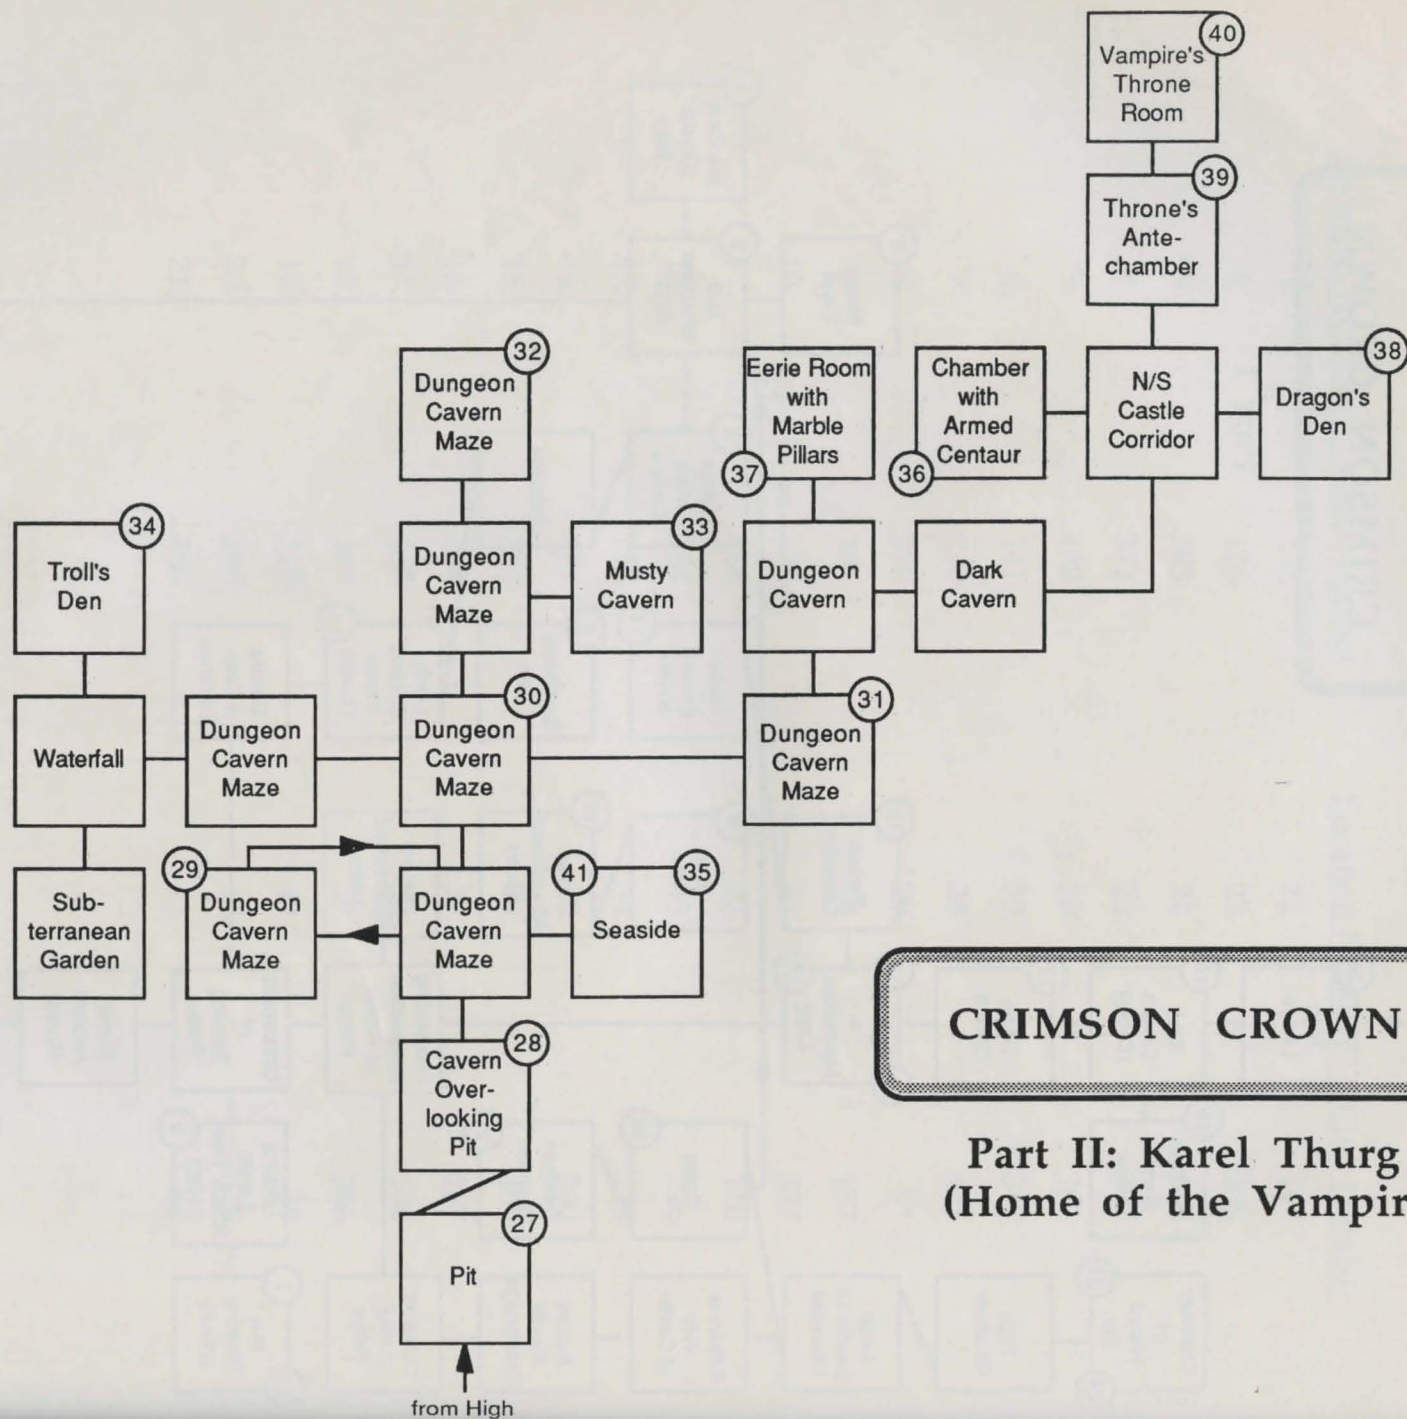 40
Vampire's
Throne
Room
39
Throne's
Ante-
chamber
32
Dungeon
Cavern
Maze
Eerie Room
with
Marble
Pillars
37
Chamber
with
Armed
Centaur
36
N/S
Castle
Corridor
38
Dragon's
Den
34
Troll's
Den
Dungeon
Cavern
Maze
33
Musty
Cavern
Dungeon
Cavern
Dark
Cavern
Waterfall
Dungeon
Cavern
Maze
30
Dungeon
Cavern
Maze
31
Dungeon
Cavern
Maze
Sub-
terranean
Garden
29
Dungeon
Cavern
Maze
Dungeon
Cavern
Maze
41
35
Seaside
28
Cavern
Over-
looking
Pit
27
Pit
from High
CRIMSON CROWN
Part II: Karel Thurg
(Home of the Vampir